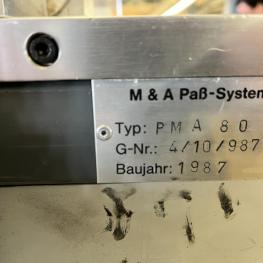 M & A Paß-System
Typ: PMA 80
G-Nr.: 4/10/987
Baujahr: 1987